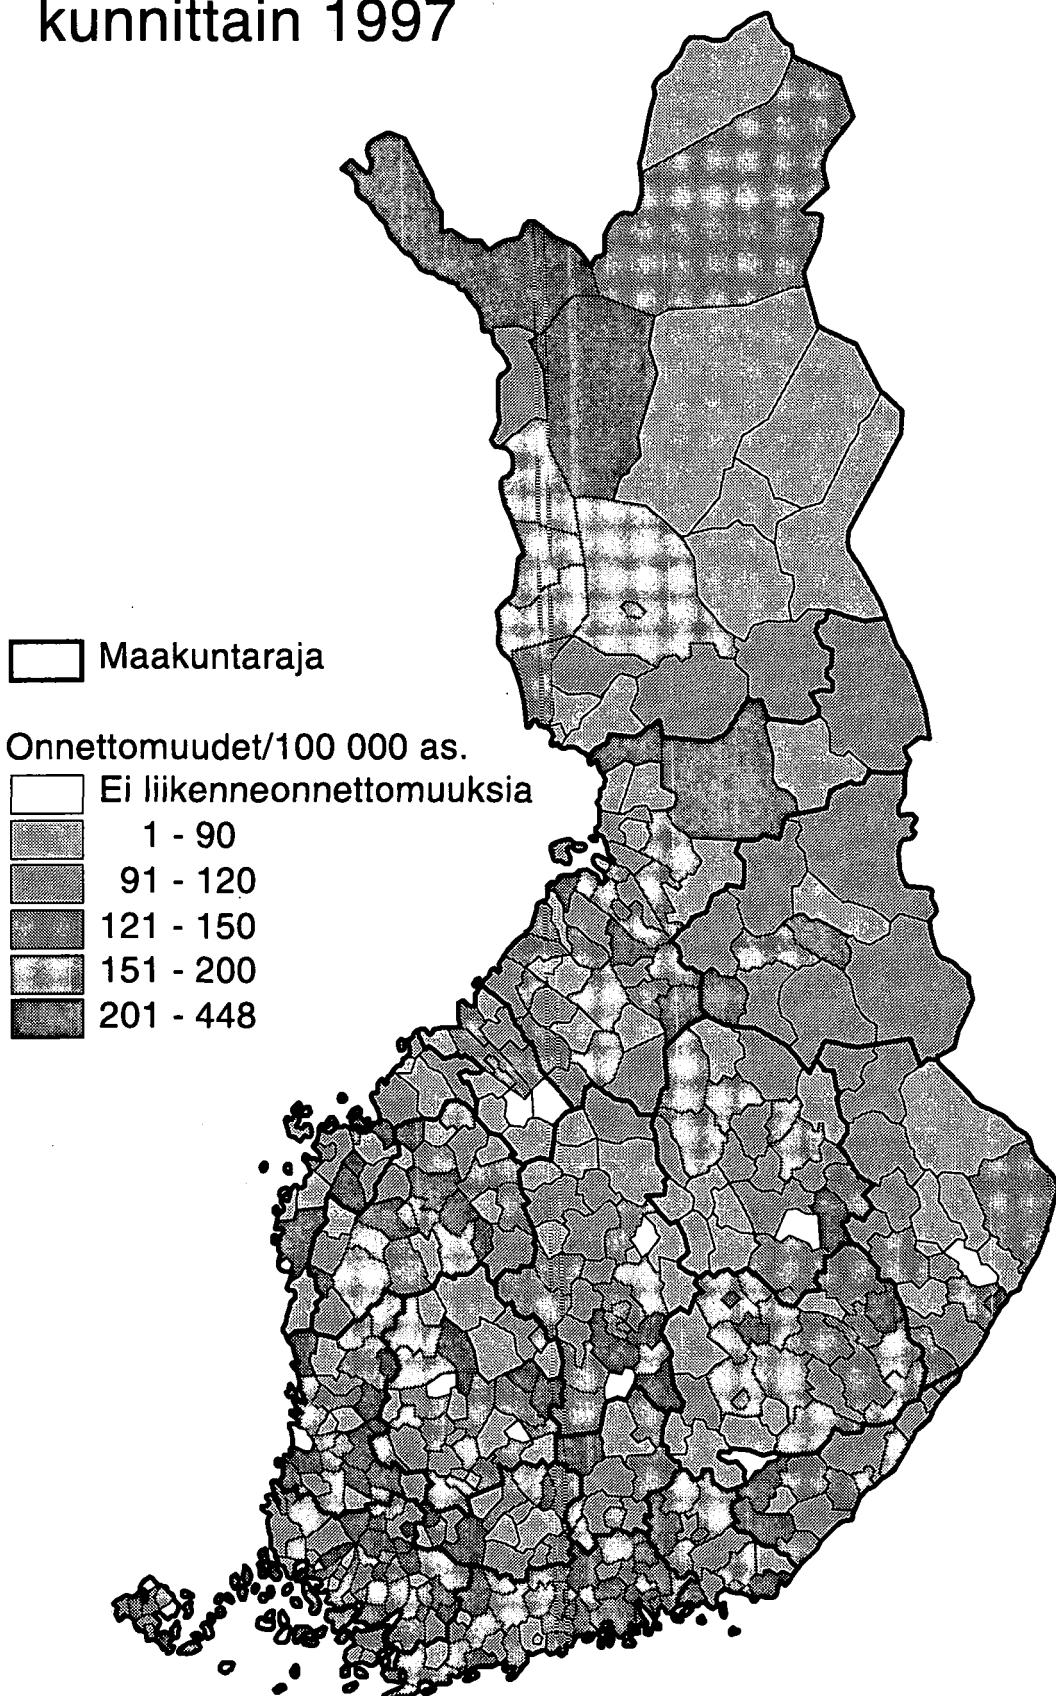 kunnittain 1997
Maakuntaraja
Onnettomuudet/100 000 as.
Ei liikenneonnettomuuksia
1 - 90
91 - 120
121 - 150
151 - 200
201 - 448